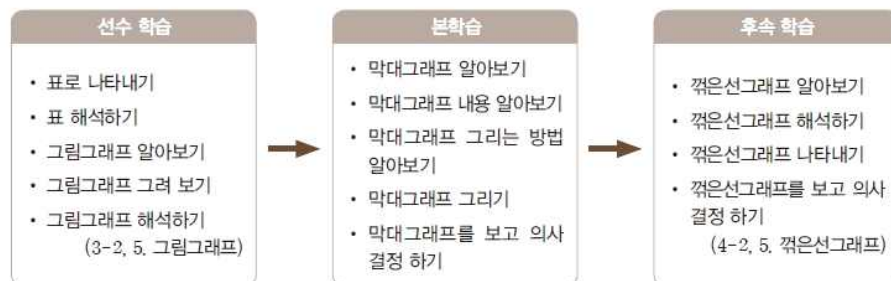 선수 학습
• 표로 나타내기
• 표 해석하기
• 그림그래프 알아보기
• 그림그래프 그려 보기
• 그림그래프 해석하기
(3-2, 5. 그림그래프)
본학습
• 막대그래프 알아보기
• 막대그래프 내용 알아보기
• 막대그래프 그리는 방법
알아보기
• 막대그래프 그리기
• 막대그래프를 보고 의사
결정 하기
후속 학습
• 꺾은선그래프 알아보기
• 꺾은선그래프 해석하기
• 꺾은선그래프 나타내기
• 꺾은선그래프를 보고 의사
결정 하기
(4-2, 5. 꺾은선그래프)